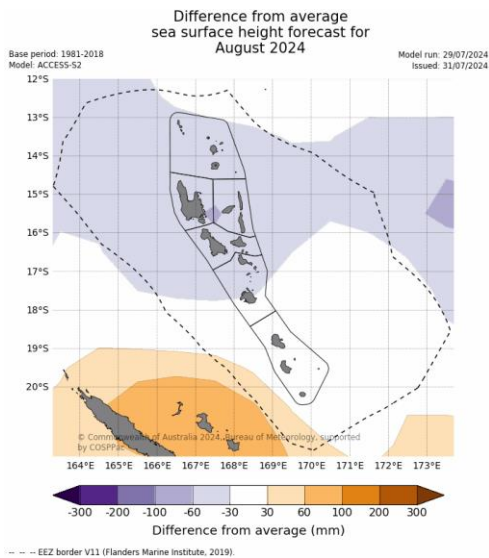 Difference from average
sea surface height forecast for
August 2024
Base period: 1981-2018
Model: ACCESS-S2
Model run: 29/07/2024
Issued: 31/07/2024
12°S
13°S
14°S
15°S
16°S
17°S
18°S
19°S
20°S
© Commonwealth of Australia 2024, Bureau of Meteorology, supported
by COSPPac
164°E 165°E 166°E 167°E 168°E 169°E 170°E 171°E 172°E 173°E
-300 -200 -100 -60 -30 30 60 100 200 300
Difference from average (mm)
-- -- -- EEZ border V11 (Flanders Marine Institute, 2019).